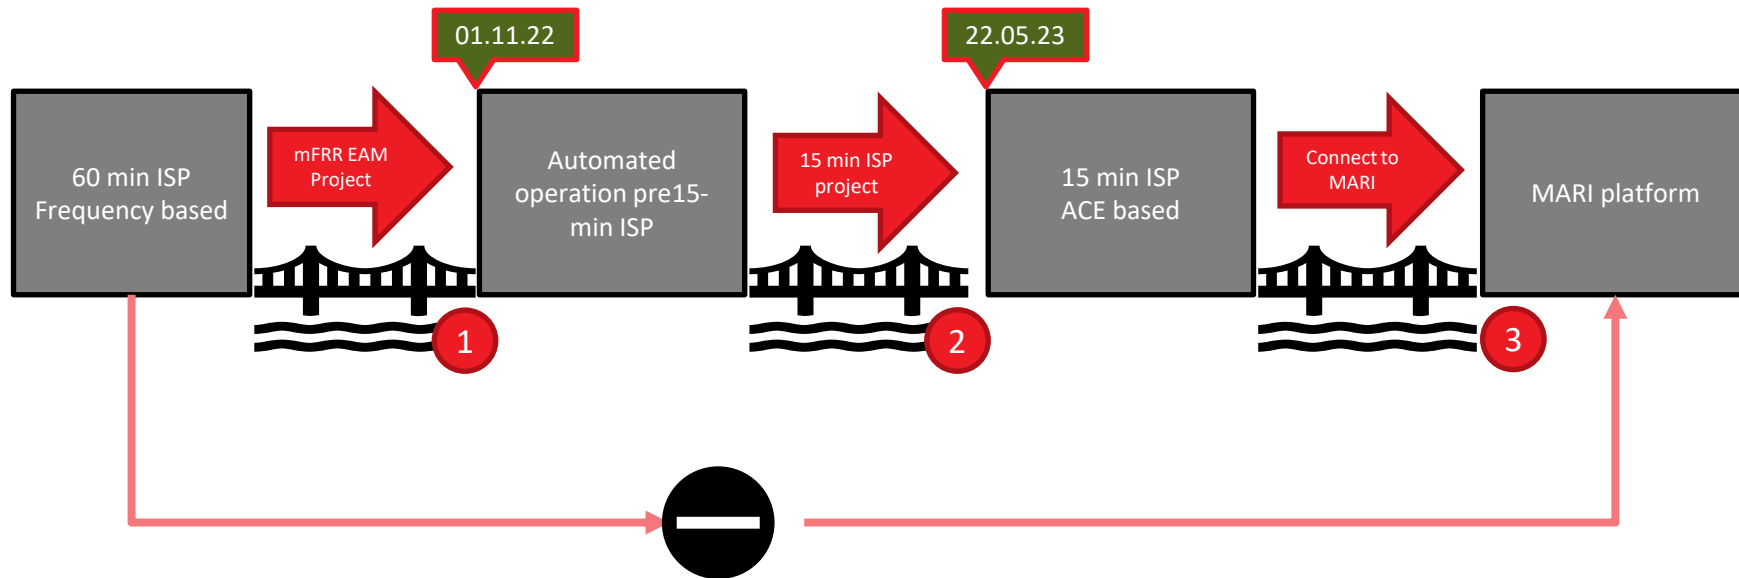 01.11.22
22.05.23
60 min ISP
Frequency based
mFRR EAM
Project
Automated
operation pre15-
min ISP
15 min ISP
project
15 min ISP
ACE based
Connect to
MARI
MARI platform
1
2
3